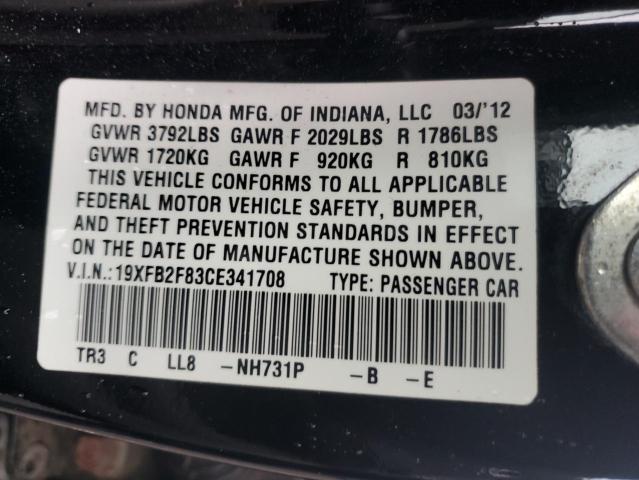 MFD. BY HONDA MFG. OF INDIANA, LLC 03/'12
GVWR 3792LBS GAWR F 2029LBS R 1786LBS
GVWR 1720KG GAWR F 920KG R 810KG
THIS VEHICLE CONFORMS TO ALL APPLICABLE
FEDERAL MOTOR VEHICLE SAFETY, BUMPER,
AND THEFT PREVENTION STANDARDS IN EFFECT
ON THE DATE OF MANUFACTURE SHOWN ABOVE.
V.I.N.:19XFB2F83CE341708 TYPE: PASSENGER CAR
TR3 C LL8 -NH731P -B -E